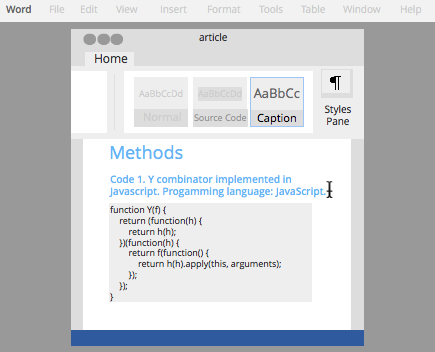 Word File Edit View Insert Format Tools Table Window Help
article
Home
AaBbCcDd AaBbCcDd AaBbCc ¶
Normal Source Code Caption Styles Pane
Methods
Code 1. Y combinator implemented in
Javascript. Progamming language: JavaScript.
function Y(f) {
    return (function(h) {
        return h(h);
    })(function(h) {
        return f(function() {
            return h(h).apply(this, arguments);
        });
    });
}